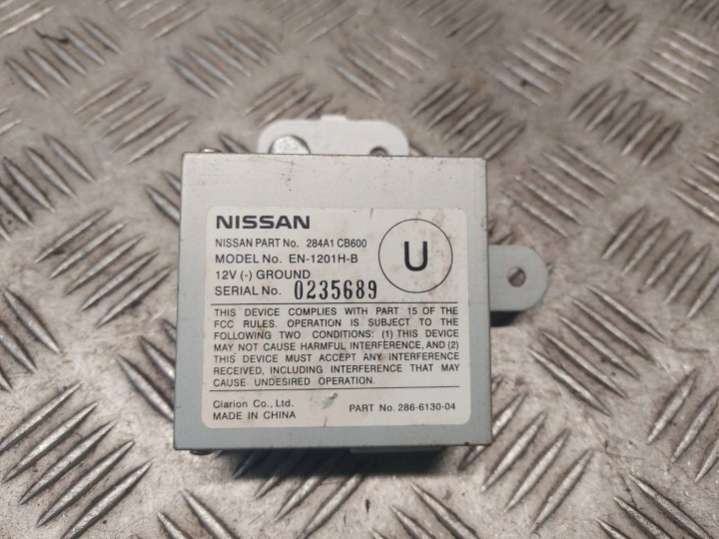 NISSAN
NISSAN PART No. 284A1 CB600
U
MODEL No. EN-1201H-B
12V (-) GROUND
SERIAL No. 0235689
THIS DEVICE COMPLIES WITH PART 15 OF THE
FCC RULES. OPERATION IS SUBJECT TO THE
FOLLOWING TWO CONDITIONS: (1) THIS DEVICE
MAY NOT CAUSE HARMFUL INTERFERENCE, AND (2)
THIS DEVICE MUST ACCEPT ANY INTERFERENCE
RECEIVED, INCLUDING INTERFERENCE THAT MAY
CAUSE UNDESIRED OPERATION.
Clarion Co., Ltd.
MADE IN CHINA
PART No. 286-6130-04